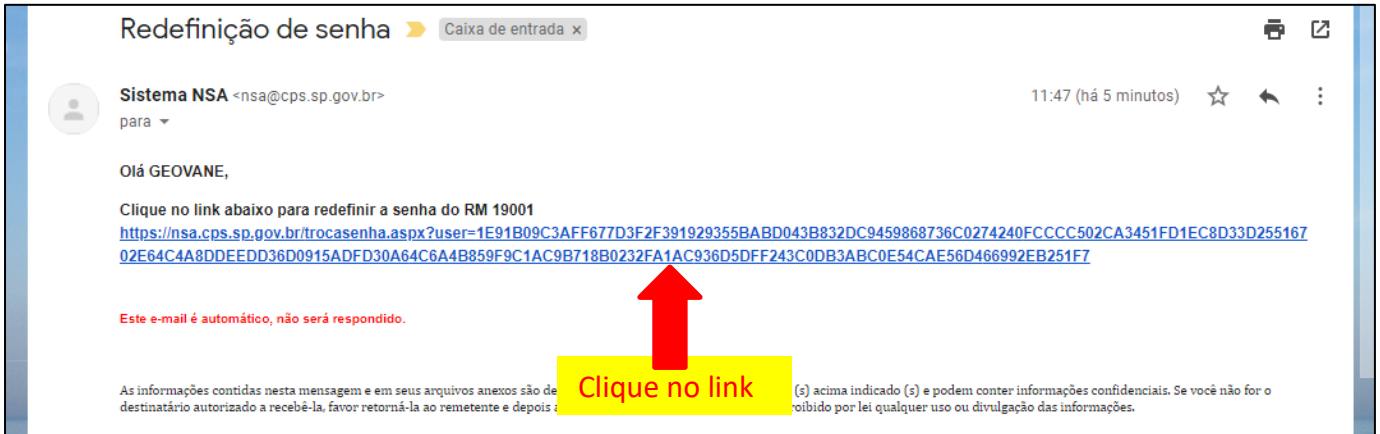 Redefinição de senha Caixa de entrada x
Sistema NSA <nsa@cps.sp.gov.br> 11:47 (há 5 minutos)
para
Olá GEOVANE,
Clique no link abaixo para redefinir a senha do RM 19001
https://nsa.cps.sp.gov.br/trocasenha.aspx?user=1E91B09C3AFF677D3F2F391929355BABD043B832DC9459868736C0274240FCCCC502CA3451FD1EC8D33D255167
02E64C4A8DDEEDD36D0915ADFD30A64C6A4B859F9C1AC9B718B0232FA1AC936D5DFF243C0DB3ABC0E54CAE56D466992EB251F7
Este e-mail é automático, não será respondido.
Clique no link
As informações contidas nesta mensagem e em seus arquivos anexos são de (s) acima indicado (s) e podem conter informações confidenciais. Se você não for o
destinatário autorizado a recebê-la, favor retorná-la ao remetente e depois a roibido por lei qualquer uso ou divulgação das informações.